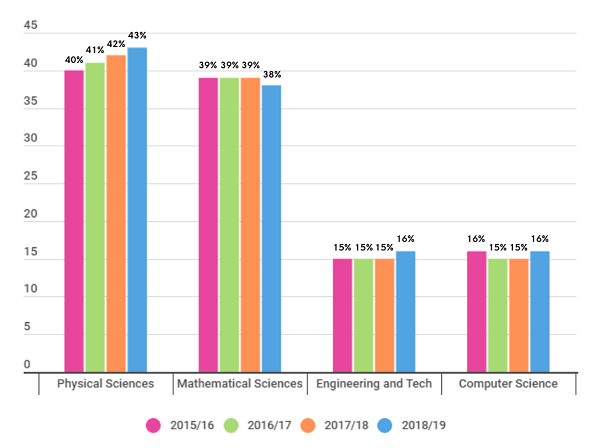 45
40
35
30
25
20
15
10
5
0
40% 41% 42% 43%
39% 39% 39% 38%
15% 15% 15% 16%
16% 15% 15% 16%
Physical Sciences
Mathematical Sciences
Engineering and Tech
Computer Science
2015/16 2016/17 2017/18 2018/19